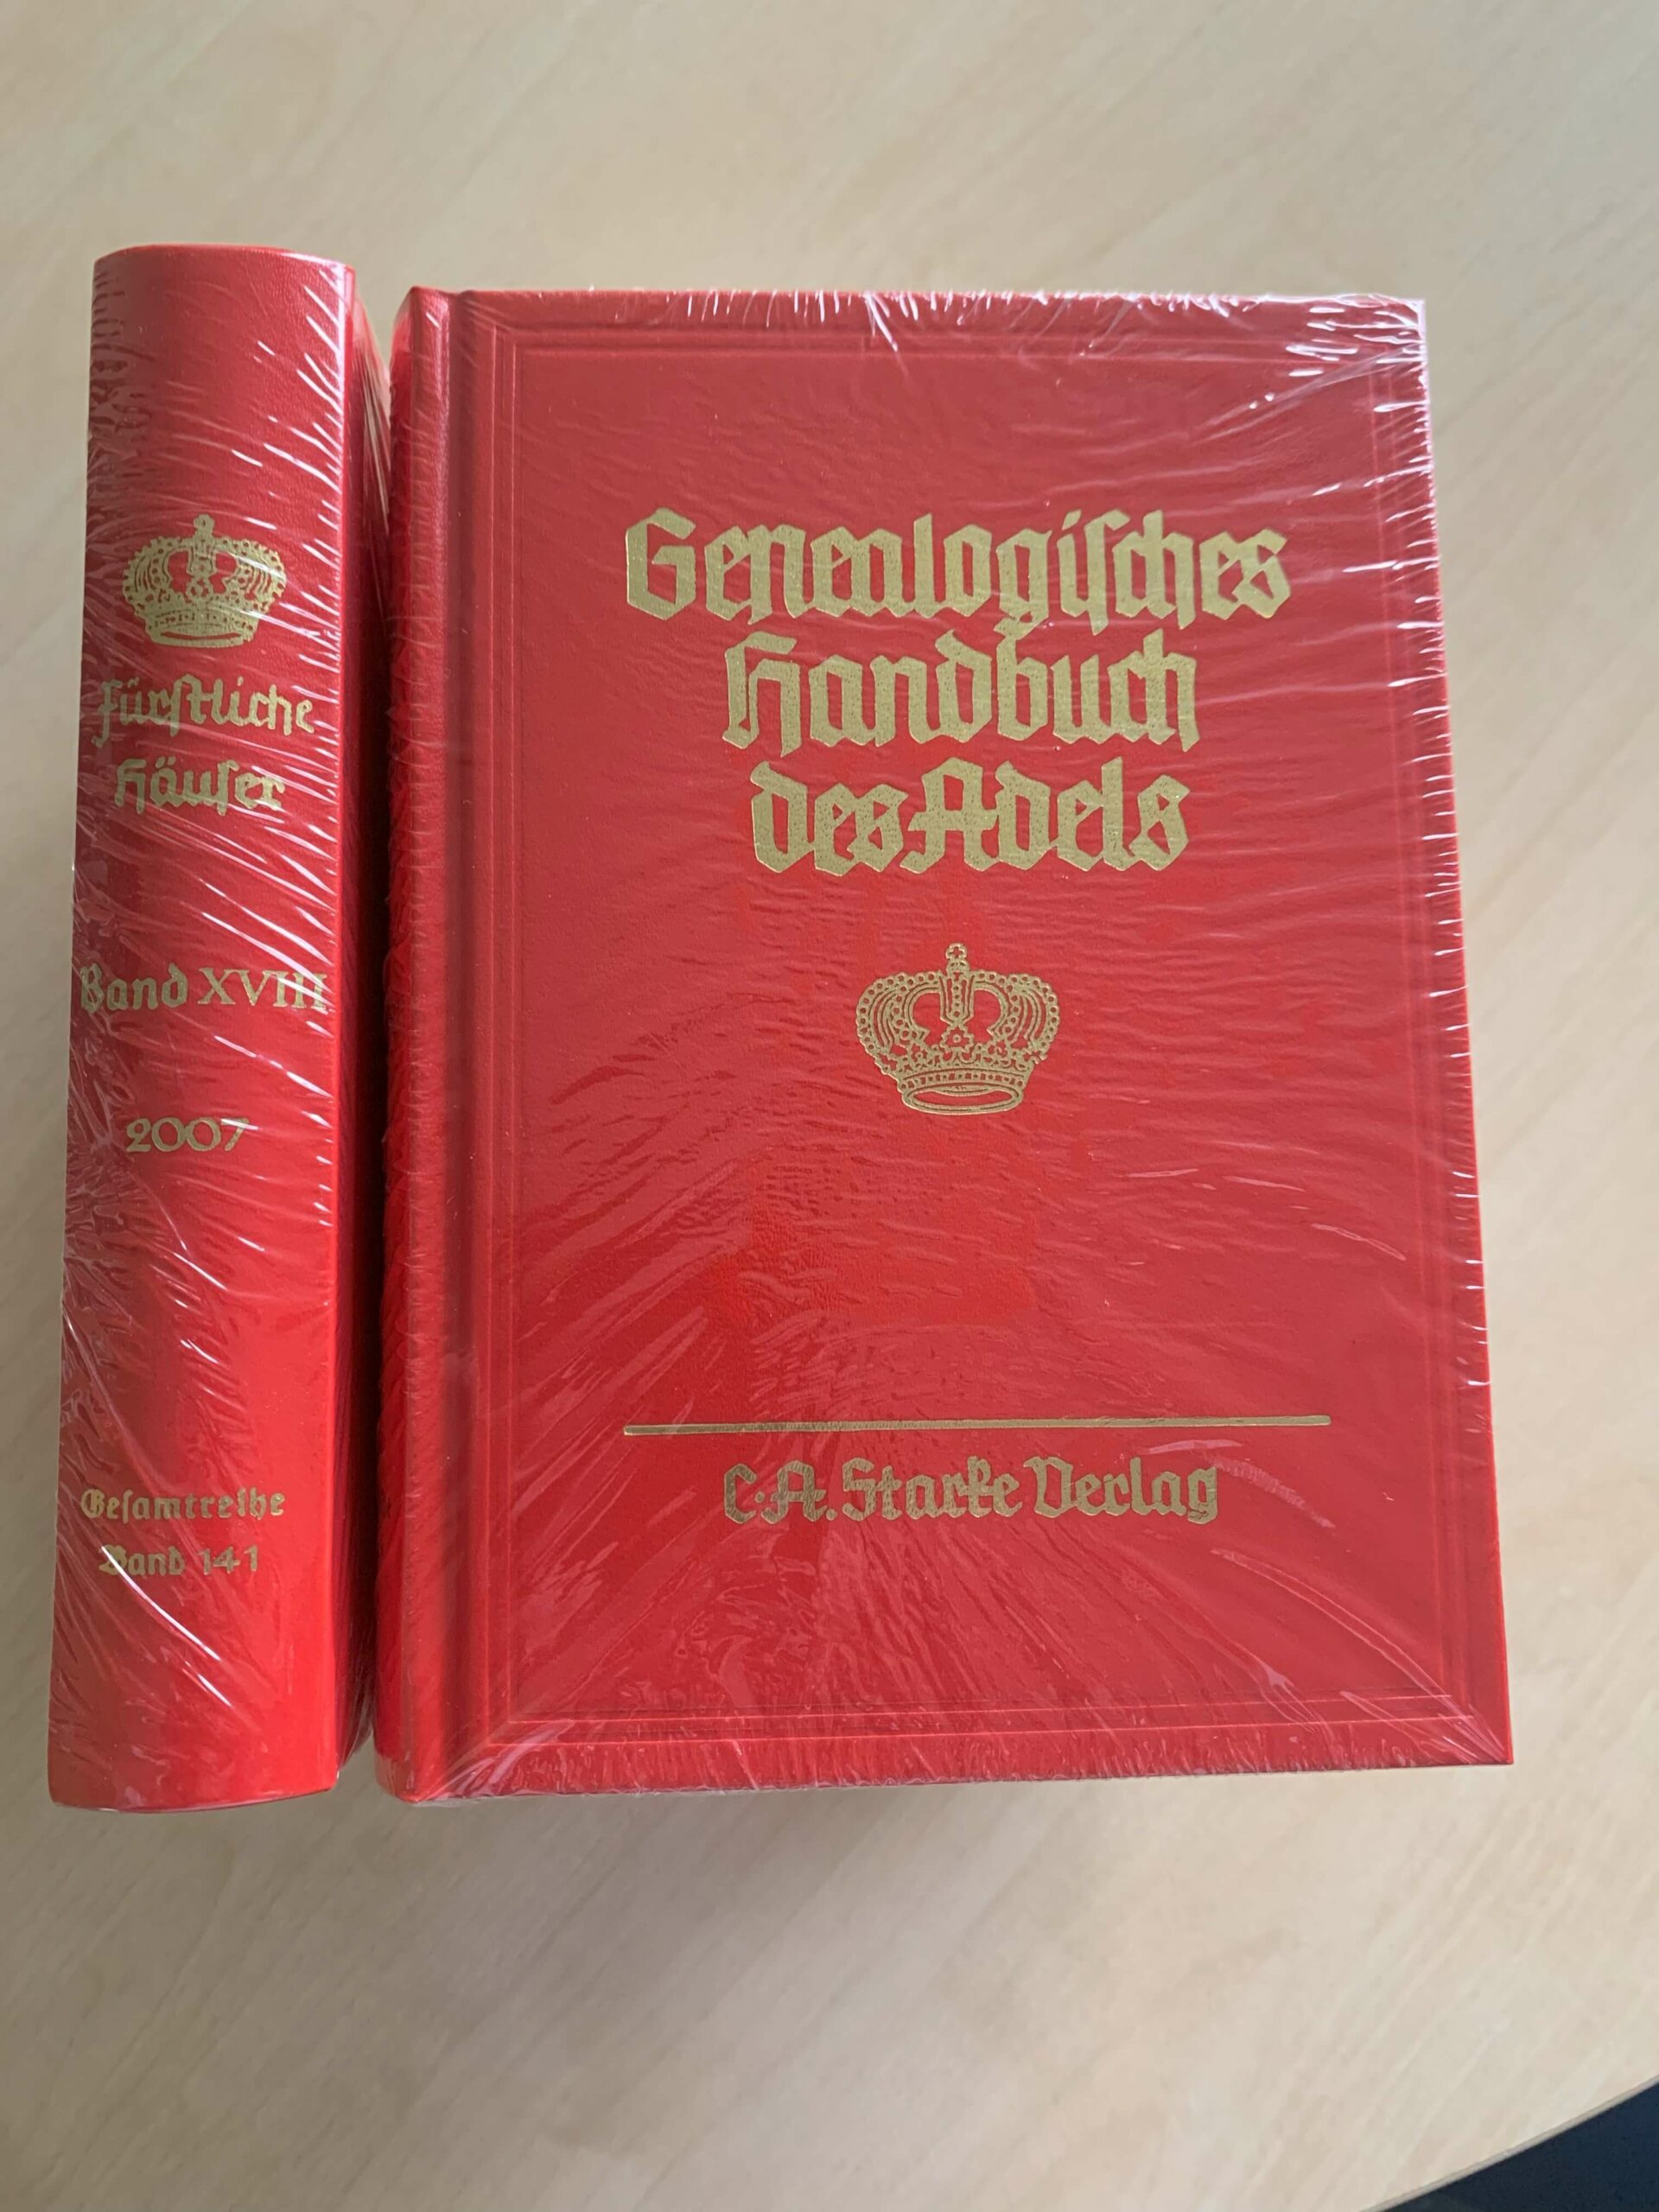 Fürstliche
Häuser
Band XVIII
2007
Gesamtreihe
Band 141
Genealogisches
Handbuch
des Adels
C. A. Starke Verlag